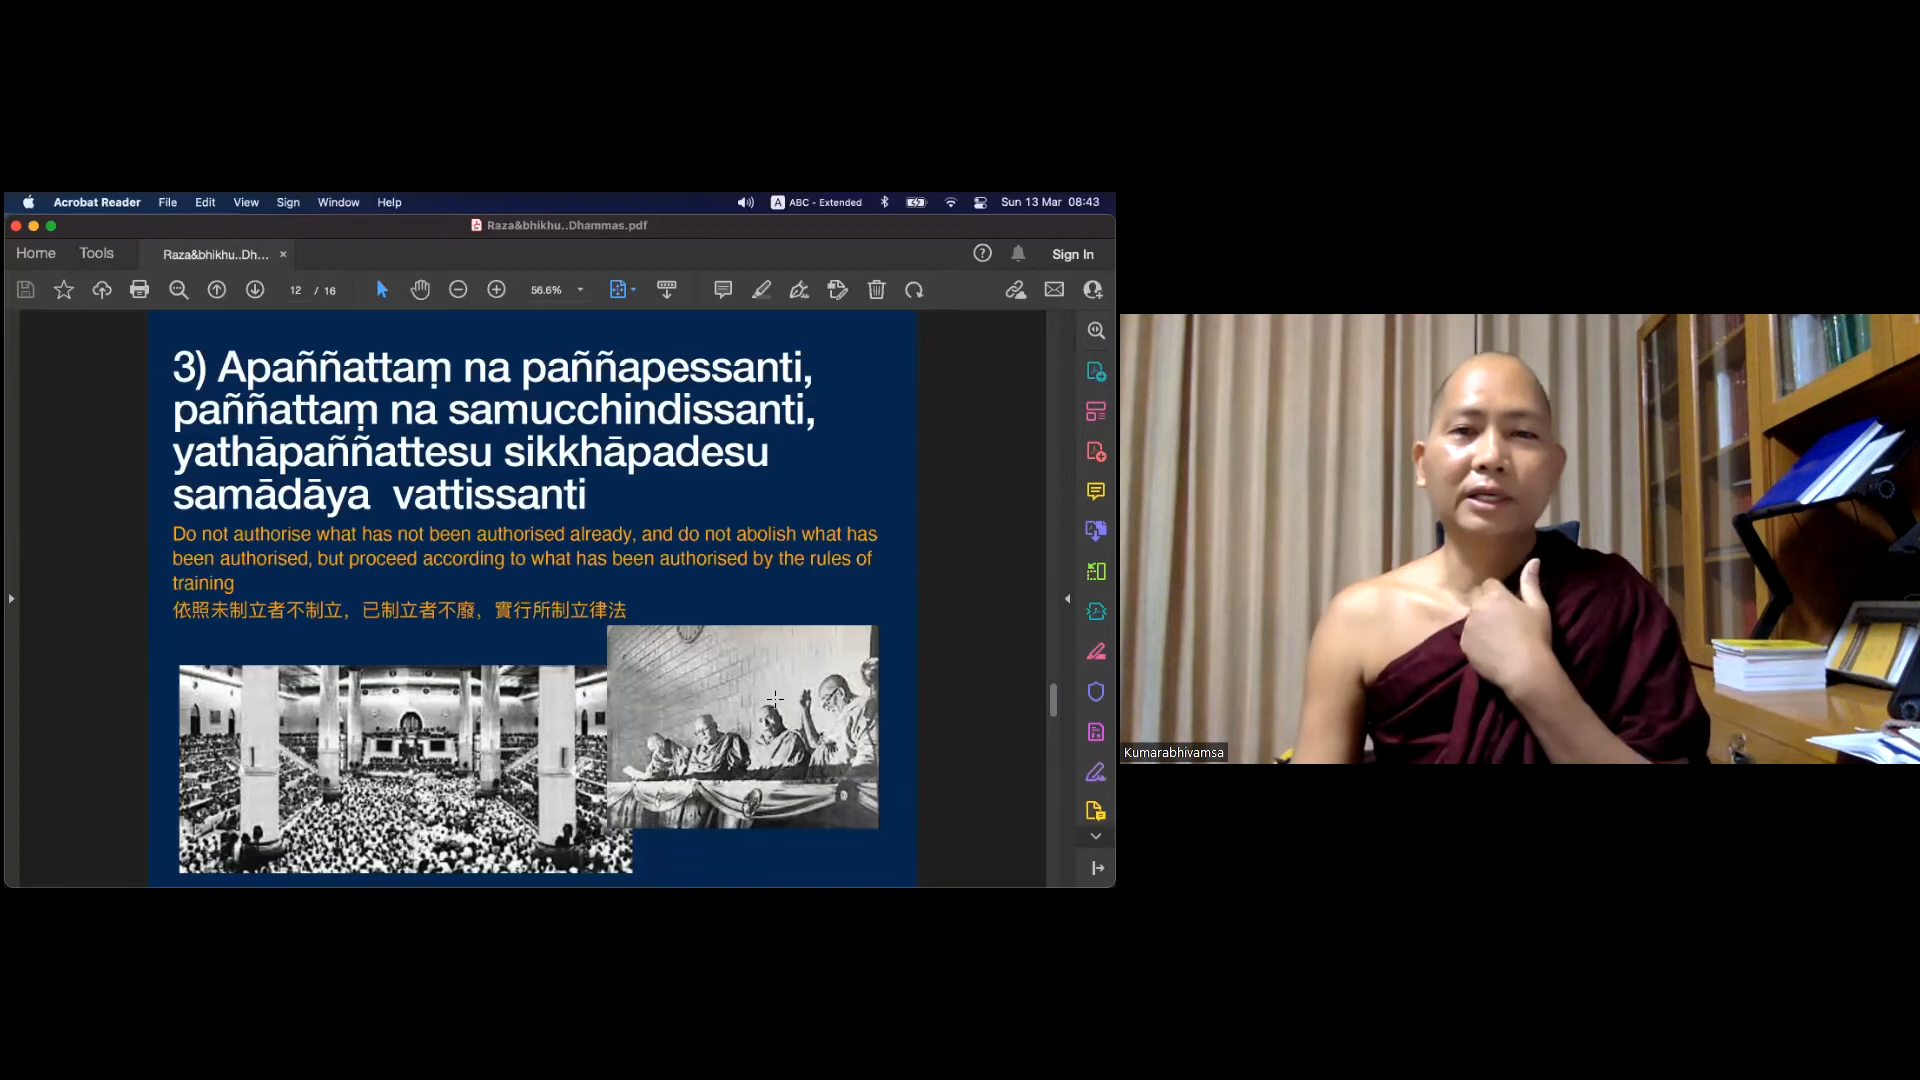 Acrobat Reader File Edit View Sign Window Help
A ABC - Extended Sun 13 Mar 08:43
Raza&bhikhu..Dhammas.pdf
Home Tools Raza&bhikhu..Dh... × ? Sign In
12 / 16 56.6%
3) Apaññattaṃ na paññapessanti,
paññattaṃ na samucchindissanti,
yathāpaññattesu sikkhāpadesu
samādāya vattissanti
Do not authorise what has not been authorised already, and do not abolish what has
been authorised, but proceed according to what has been authorised by the rules of
training
依照未制立者不制立，已制立者不廢，實行所制立律法
Kumarabhivamsa